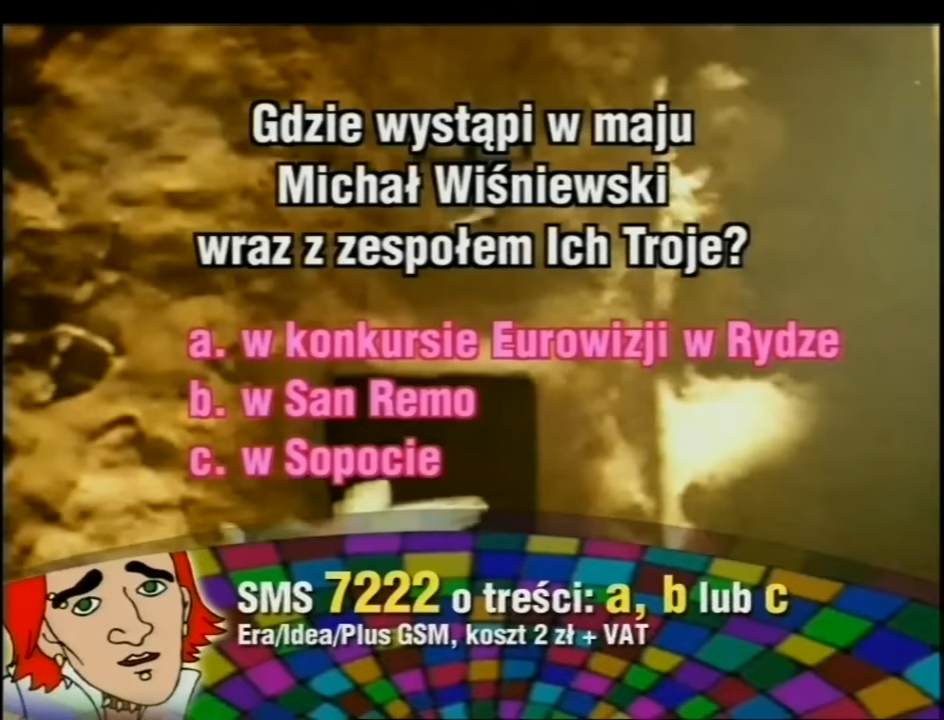 Gdzie wystąpi w maju
Michał Wiśniewski
wraz z zespołem Ich Troje?
a. w konkursie Eurowizji w Rydze
b. w San Remo
c. w Sopocie
SMS 7222 o treści: a, b lub c
Era/Idea/Plus GSM, koszt 2 zł + VAT